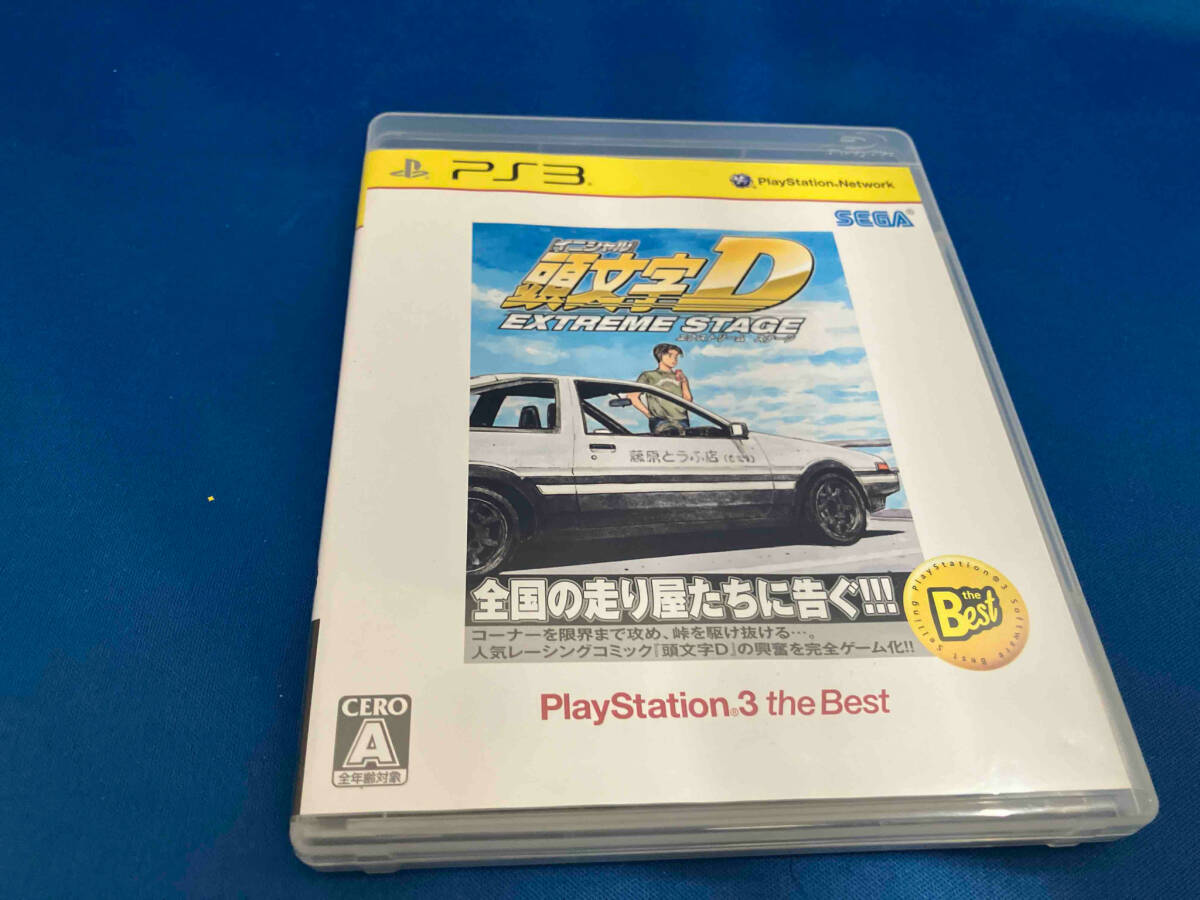 PS3
PlayStation®Network
SEGA®
イニシャル
頭文字D
EXTREME STAGE
エクストリーム ステージ
藤原とうふ店(自家用)
全国の走り屋たちに告ぐ!!!
コーナーを限界まで攻め、峠を駆け抜ける…。
人気レーシングコミック『頭文字D』の興奮を完全ゲーム化!!
the
Best
PlayStation®3 Software Best Selling
PlayStation®3 the Best
CERO
A
全年齢対象